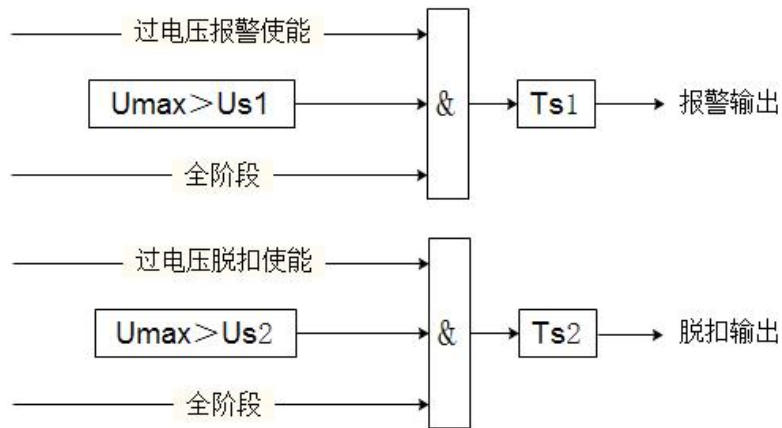 过电压报警使能
Umax＞Us1
&
Ts1
报警输出
全阶段
过电压脱扣使能
Umax＞Us2
&
Ts2
脱扣输出
全阶段